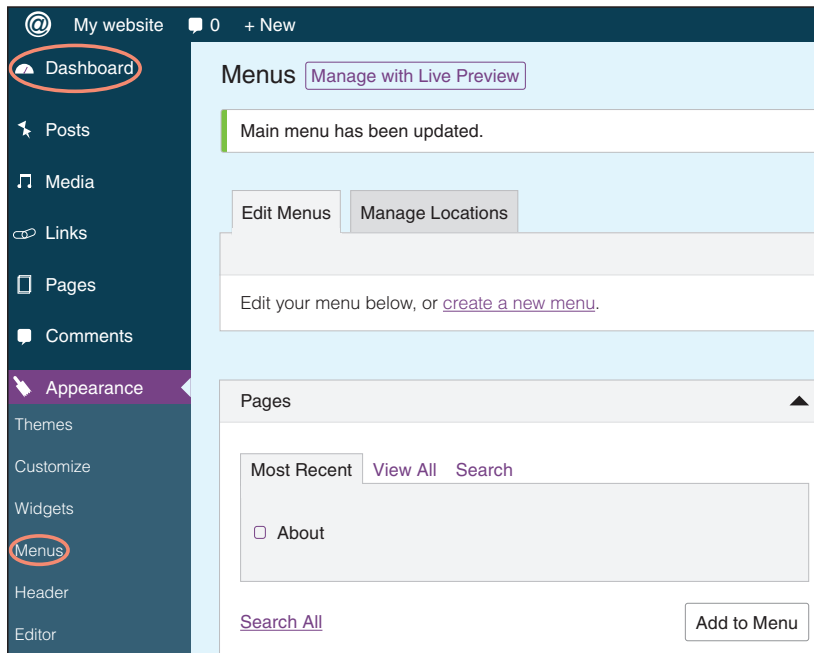 @ My website 0 + New
Dashboard
Posts
Media
Links
Pages
Comments
Appearance
Themes
Customize
Widgets
Menus
Header
Editor
Menus Manage with Live Preview
Main menu has been updated.
Edit Menus Manage Locations
Edit your menu below, or create a new menu.
Pages
Most Recent View All Search
About
Search All Add to Menu